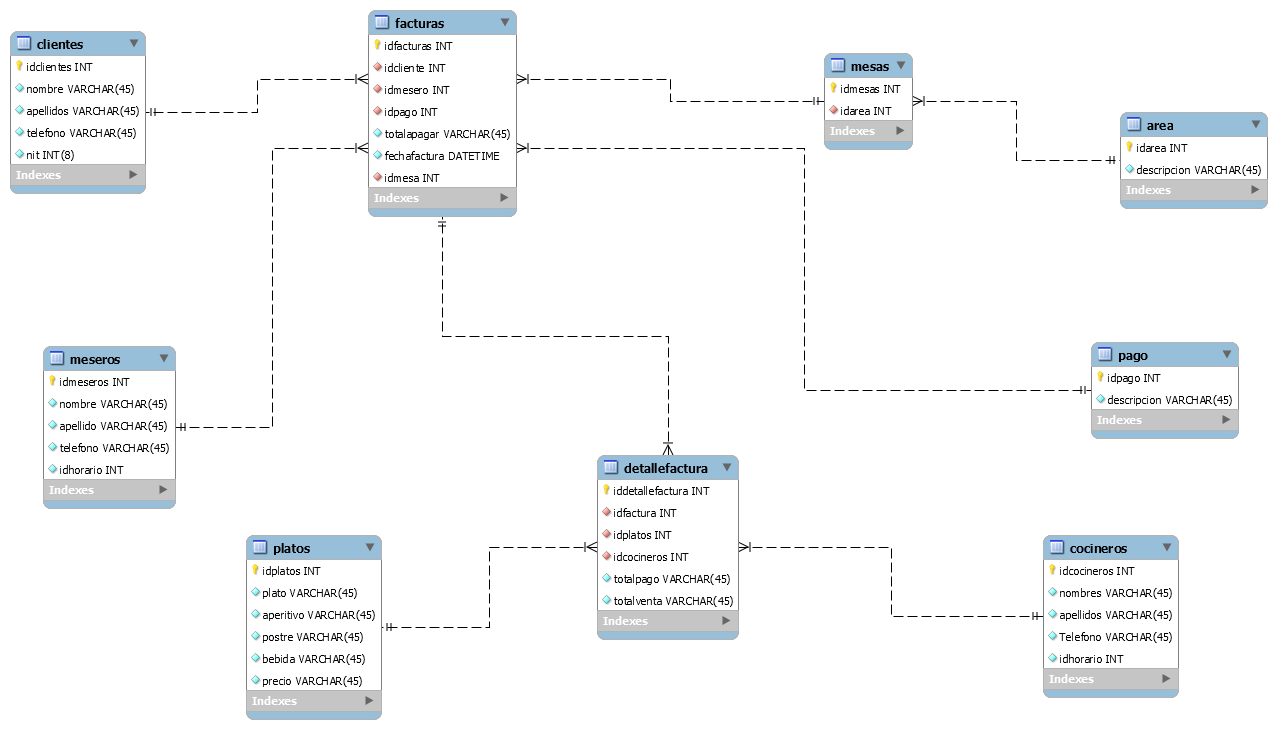 clientes
idclientes INT
nombre VARCHAR(45)
apellidos VARCHAR(45)
telefono VARCHAR(45)
nit INT(8)
Indexes
facturas
idfacturas INT
idcliente INT
idmesero INT
idpago INT
totalapagar VARCHAR(45)
fechafactura DATETIME
idmesa INT
Indexes
mesas
idmesas INT
idarea INT
Indexes
area
idarea INT
descripcion VARCHAR(45)
Indexes
meseros
idmeseros INT
nombre VARCHAR(45)
apellido VARCHAR(45)
telefono VARCHAR(45)
idhorario INT
Indexes
pago
idpago INT
descripcion VARCHAR(45)
Indexes
detallefactura
iddetallefactura INT
idfactura INT
idplatos INT
idcocineros INT
totalpago VARCHAR(45)
totalventa VARCHAR(45)
Indexes
platos
idplatos INT
plato VARCHAR(45)
aperitivo VARCHAR(45)
postre VARCHAR(45)
bebida VARCHAR(45)
precio VARCHAR(45)
Indexes
cocineros
idcocineros INT
nombres VARCHAR(45)
apellidos VARCHAR(45)
Telefono VARCHAR(45)
idhorario INT
Indexes